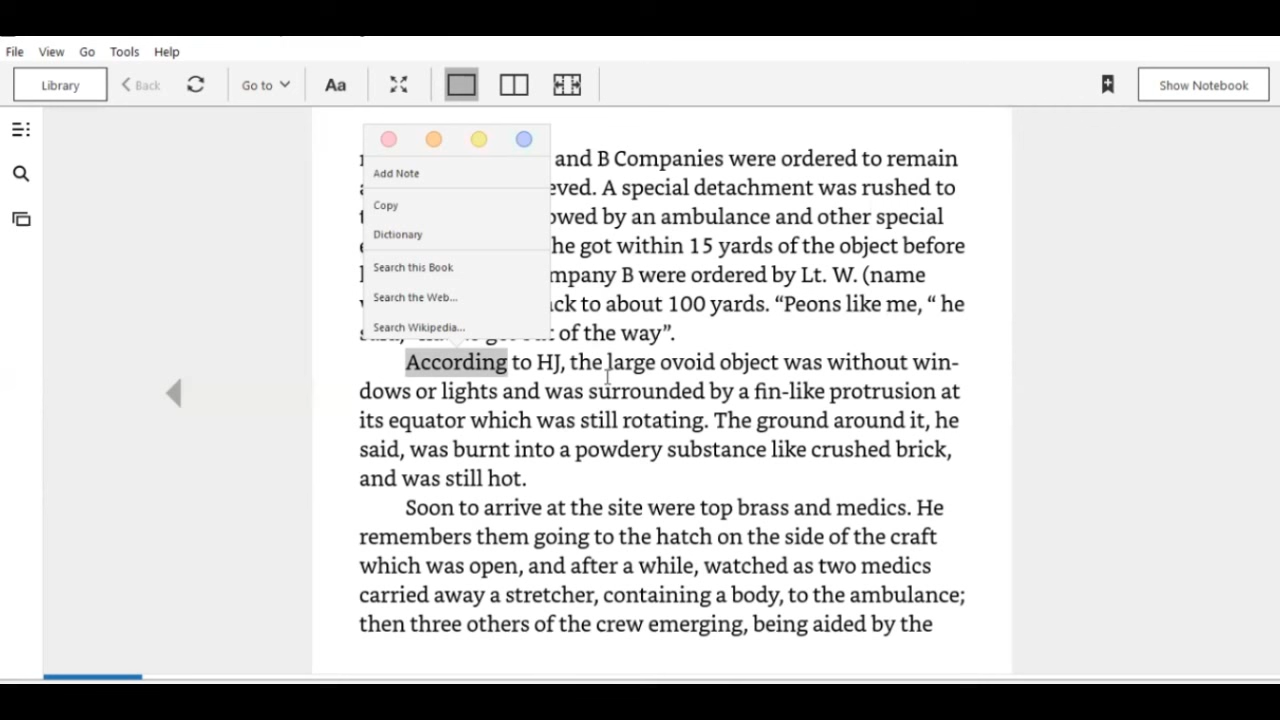 File View Go Tools Help
Library Back Go to Aa Show Notebook
Add Note
Copy
Dictionary
Search this Book
Search the Web...
Search Wikipedia...
and B Companies were ordered to remain
eved. A special detachment was rushed to
owed by an ambulance and other special
he got within 15 yards of the object before
mpany B were ordered by Lt. W. (name
ck to about 100 yards. “Peons like me, “ he
of the way”.
According to HJ, the large ovoid object was without win-
dows or lights and was surrounded by a fin-like protrusion at
its equator which was still rotating. The ground around it, he
said, was burnt into a powdery substance like crushed brick,
and was still hot.
Soon to arrive at the site were top brass and medics. He
remembers them going to the hatch on the side of the craft
which was open, and after a while, watched as two medics
carried away a stretcher, containing a body, to the ambulance;
then three others of the crew emerging, being aided by the